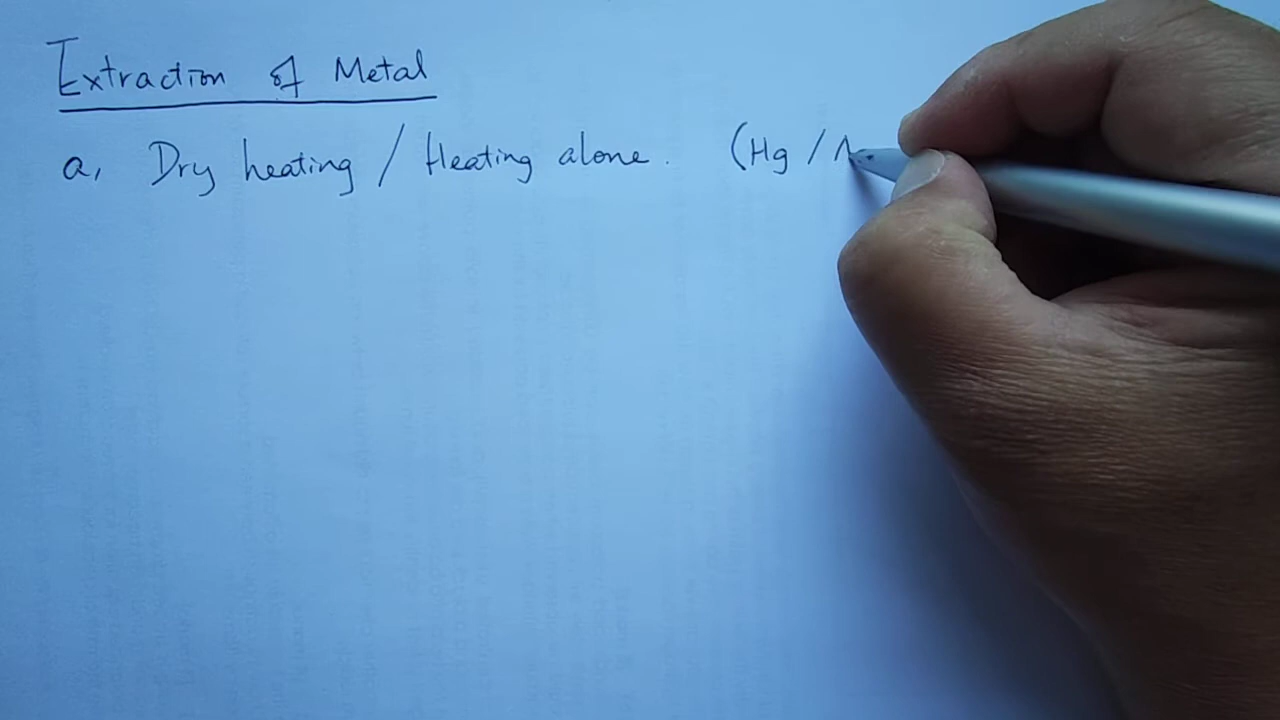 Extraction of Metal
a, Dry heating / Heating alone. (Hg /